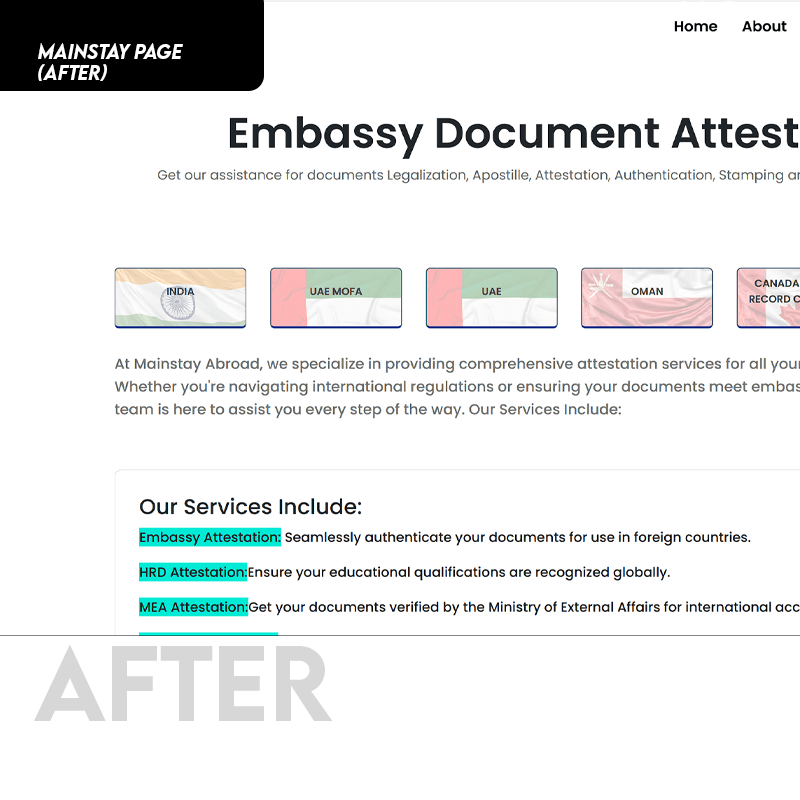 MAINSTAY PAGE
(AFTER)
Home About
Embassy Document Attest
Get our assistance for documents Legalization, Apostille, Attestation, Authentication, Stamping ar
INDIA
UAE MOFA
UAE
OMAN
CANADA
RECORD C
At Mainstay Abroad, we specialize in providing comprehensive attestation services for all your
Whether you're navigating international regulations or ensuring your documents meet embas
team is here to assist you every step of the way. Our Services Include:
Our Services Include:
Embassy Attestation: Seamlessly authenticate your documents for use in foreign countries.
HRD Attestation:Ensure your educational qualifications are recognized globally.
MEA Attestation:Get your documents verified by the Ministry of External Affairs for international acc
AFTER